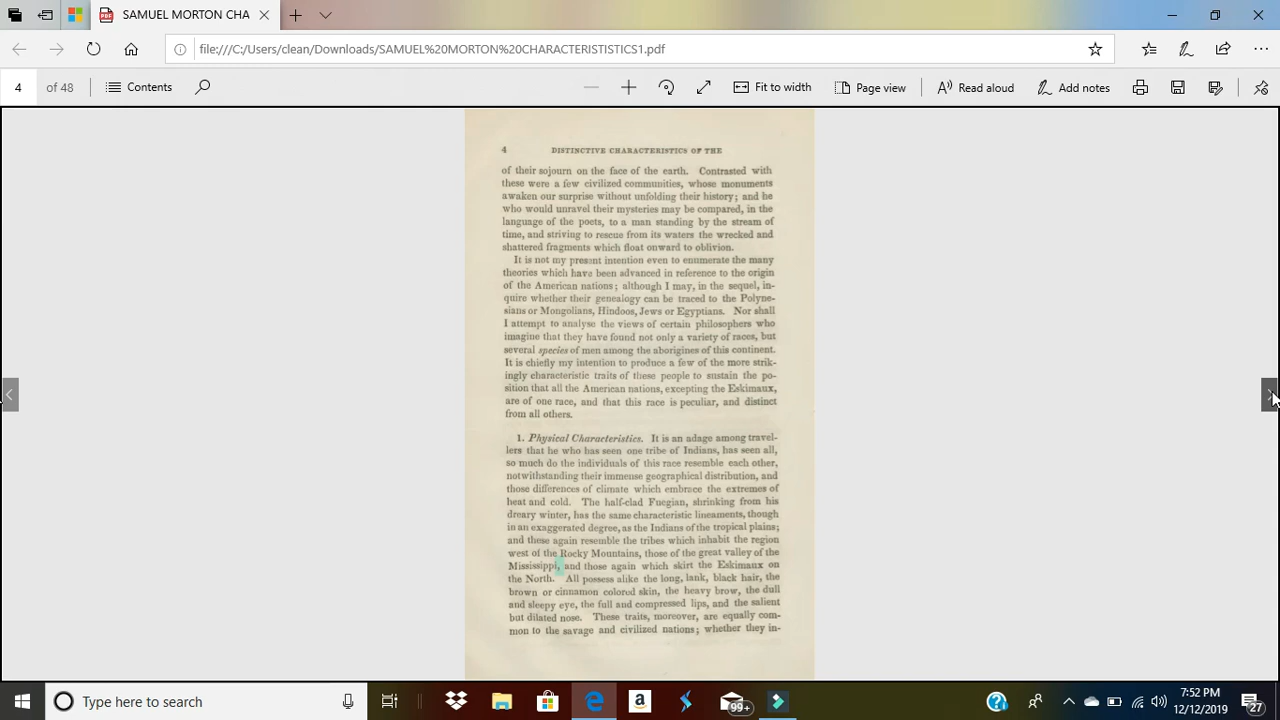 SAMUEL MORTON CHA
file:///C:/Users/clean/Downloads/SAMUEL%20MORTON%20CHARACTERISTISTICS1.pdf
4 of 48 Contents Fit to width Page view Read aloud Add notes
4 DISTINCTIVE CHARACTERISTICS OF THE
of their sojourn on the face of the earth. Contrasted with
these were a few civilized communities, whose monuments
awaken our surprise without unfolding their history; and he
who would unravel their mysteries may be compared, in the
language of the poets, to a man standing by the stream of
time, and striving to rescue from its waters the wrecked and
shattered fragments which float onward to oblivion.
It is not my present intention even to enumerate the many
theories which have been advanced in reference to the origin
of the American nations; although I may, in the sequel, in-
quire whether their genealogy can be traced to the Polyne-
sians or Mongolians, Hindoos, Jews or Egyptians. Nor shall
I attempt to analyse the views of certain philosophers who
imagine that they have found not only a variety of races, but
several species of men among the aborigines of this continent.
It is chiefly my intention to produce a few of the more strik-
ingly characteristic traits of these people to sustain the po-
sition that all the American nations, excepting the Eskimaux,
are of one race, and that this race is peculiar, and distinct
from all others.
1. Physical Characteristics. It is an adage among travel-
lers that he who has seen one tribe of Indians, has seen all,
so much do the individuals of this race resemble each other,
notwithstanding their immense geographical distribution, and
those differences of climate which embrace the extremes of
heat and cold. The half-clad Fuegian, shrinking from his
dreary winter, has the same characteristic lineaments, though
in an exaggerated degree, as the Indians of the tropical plains;
and these again resemble the tribes which inhabit the region
west of the Rocky Mountains, those of the great valley of the
Mississippi, and those again which skirt the Eskimaux on
the North. All possess alike the long, lank, black hair, the
brown or cinnamon colored skin, the heavy brow, the dull
and sleepy eye, the full and compressed lips, and the salient
but dilated nose. These traits, moreover, are equally com-
mon to the savage and civilized nations; whether they in-
Type here to search
99+
7:52 PM
12/12/2019
27